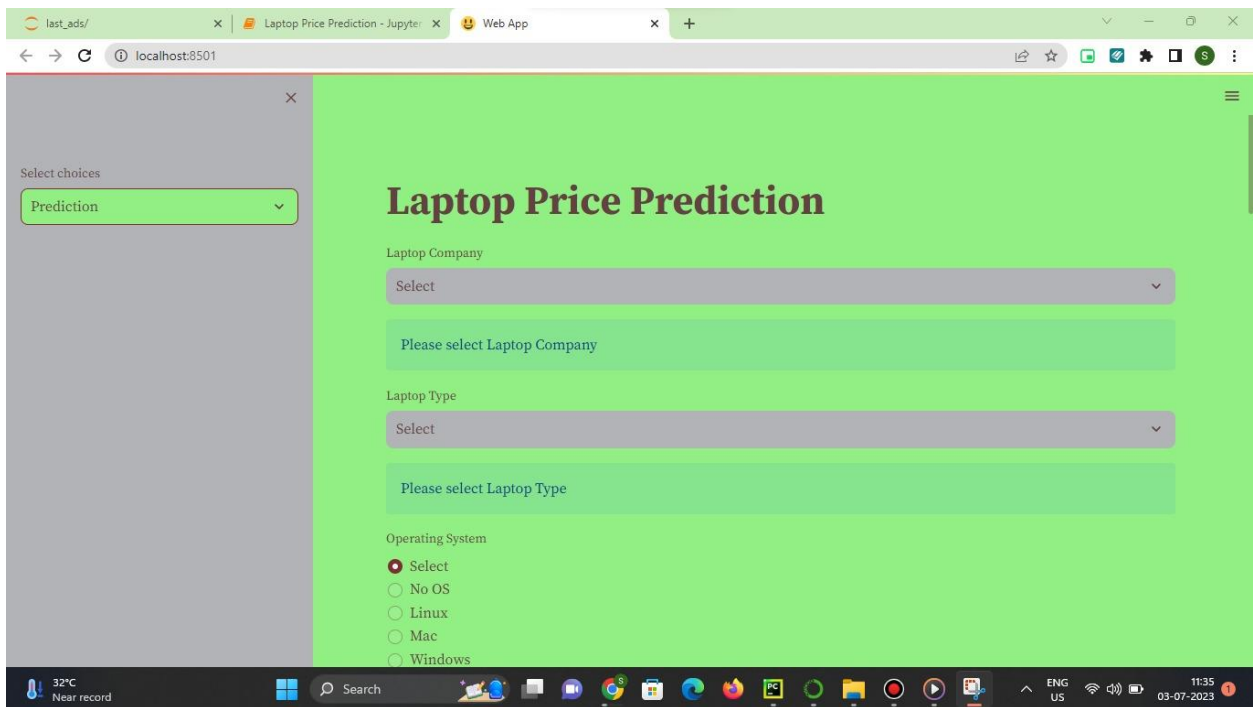 last_ads/
Laptop Price Prediction - Jupyter
Web App
localhost:8501
S
Select choices
Prediction
Laptop Price Prediction
Laptop Company
Select
Please select Laptop Company
Laptop Type
Select
Please select Laptop Type
Operating System
Select
No OS
Linux
Mac
Windows
32°C
Near record
Search
S
PC
ENG
US
11:35
03-07-2023
1